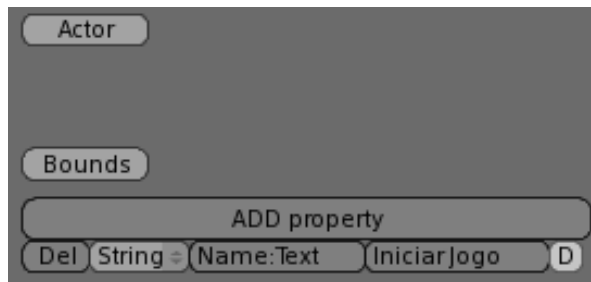 Actor
Bounds
ADD property
Del String Name:Text IniciarJogo D